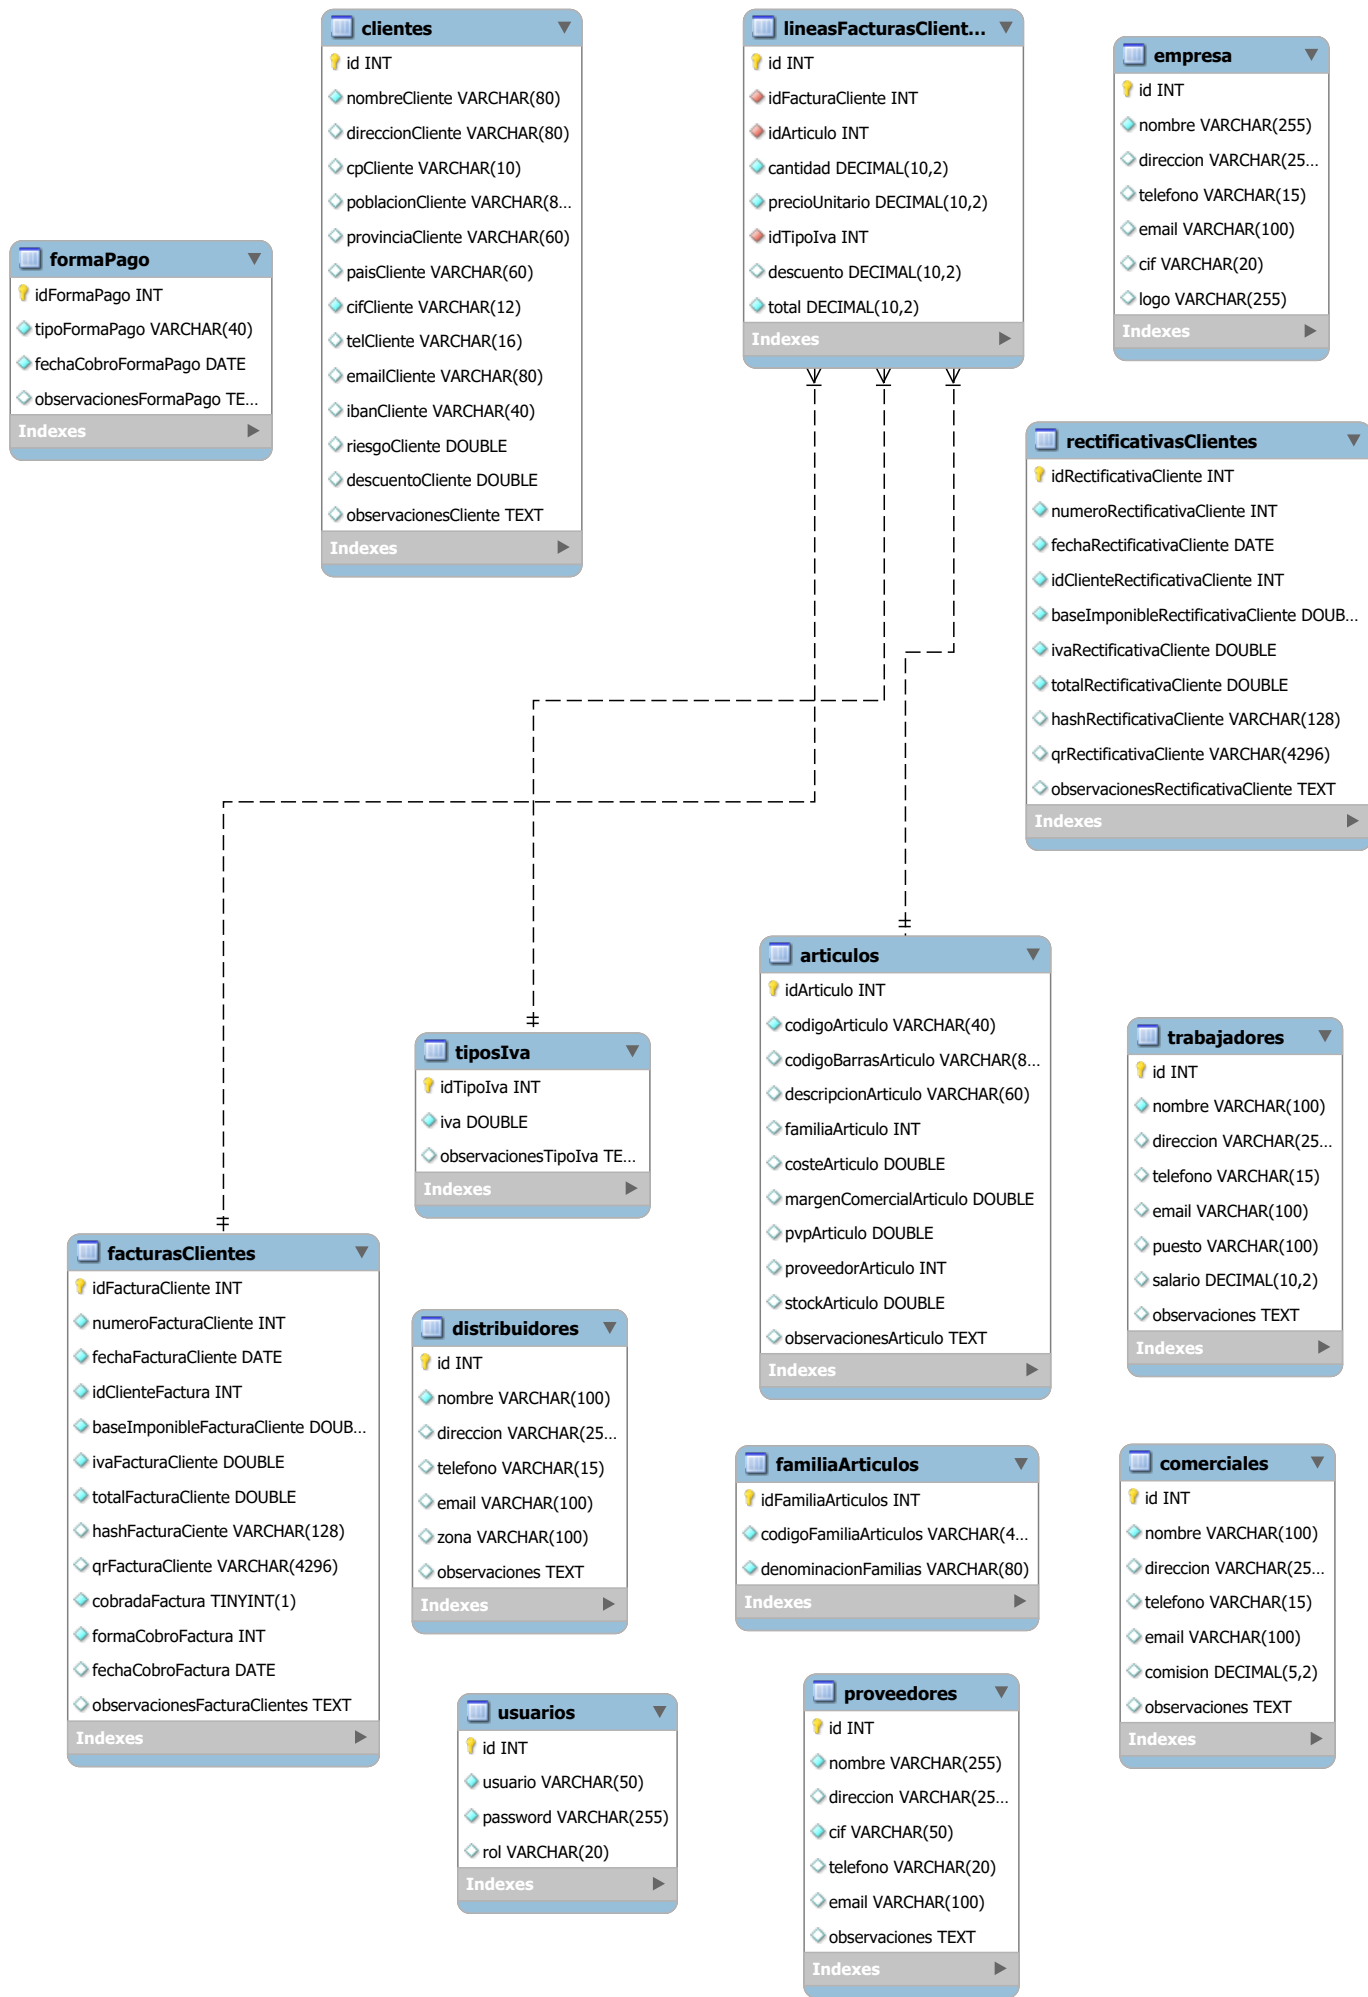 clientes
id INT
nombreCliente VARCHAR(80)
direccionCliente VARCHAR(80)
cpCliente VARCHAR(10)
poblacionCliente VARCHAR(8...
provinciaCliente VARCHAR(60)
paisCliente VARCHAR(60)
cifCliente VARCHAR(12)
telCliente VARCHAR(16)
emailCliente VARCHAR(80)
ibanCliente VARCHAR(40)
riesgoCliente DOUBLE
descuentoCliente DOUBLE
observacionesCliente TEXT
Indexes
lineasFacturasClient...
id INT
idFacturaCliente INT
idArticulo INT
cantidad DECIMAL(10,2)
precioUnitario DECIMAL(10,2)
idTipoIva INT
descuento DECIMAL(10,2)
total DECIMAL(10,2)
Indexes
empresa
id INT
nombre VARCHAR(255)
direccion VARCHAR(25...
telefono VARCHAR(15)
email VARCHAR(100)
cif VARCHAR(20)
logo VARCHAR(255)
Indexes
formaPago
idFormaPago INT
tipoFormaPago VARCHAR(40)
fechaCobroFormaPago DATE
observacionesFormaPago TE...
Indexes
rectificativasClientes
idRectificativaCliente INT
numeroRectificativaCliente INT
fechaRectificativaCliente DATE
idClienteRectificativaCliente INT
baseImponibleRectificativaCliente DOUB...
ivaRectificativaCliente DOUBLE
totalRectificativaCliente DOUBLE
hashRectificativaCliente VARCHAR(128)
qrRectificativaCliente VARCHAR(4296)
observacionesRectificativaCliente TEXT
Indexes
articulos
idArticulo INT
codigoArticulo VARCHAR(40)
codigoBarrasArticulo VARCHAR(8...
descripcionArticulo VARCHAR(60)
familiaArticulo INT
costeArticulo DOUBLE
margenComercialArticulo DOUBLE
pvpArticulo DOUBLE
proveedorArticulo INT
stockArticulo DOUBLE
observacionesArticulo TEXT
Indexes
tiposIva
idTipoIva INT
iva DOUBLE
observacionesTipoIva TE...
Indexes
trabajadores
id INT
nombre VARCHAR(100)
direccion VARCHAR(25...
telefono VARCHAR(15)
email VARCHAR(100)
puesto VARCHAR(100)
salario DECIMAL(10,2)
observaciones TEXT
Indexes
facturasClientes
idFacturaCliente INT
numeroFacturaCliente INT
fechaFacturaCliente DATE
idClienteFactura INT
baseImponibleFacturaCliente DOUB...
ivaFacturaCliente DOUBLE
totalFacturaCliente DOUBLE
hashFacturaCiente VARCHAR(128)
qrFacturaCliente VARCHAR(4296)
cobradaFactura TINYINT(1)
formaCobroFactura INT
fechaCobroFactura DATE
observacionesFacturaClientes TEXT
Indexes
distribuidores
id INT
nombre VARCHAR(100)
direccion VARCHAR(25...
telefono VARCHAR(15)
email VARCHAR(100)
zona VARCHAR(100)
observaciones TEXT
Indexes
familiaArticulos
idFamiliaArticulos INT
codigoFamiliaArticulos VARCHAR(4...
denominacionFamilias VARCHAR(80)
Indexes
comerciales
id INT
nombre VARCHAR(100)
direccion VARCHAR(25...
telefono VARCHAR(15)
email VARCHAR(100)
comision DECIMAL(5,2)
observaciones TEXT
Indexes
usuarios
id INT
usuario VARCHAR(50)
password VARCHAR(255)
rol VARCHAR(20)
Indexes
proveedores
id INT
nombre VARCHAR(255)
direccion VARCHAR(25...
cif VARCHAR(50)
telefono VARCHAR(20)
email VARCHAR(100)
observaciones TEXT
Indexes